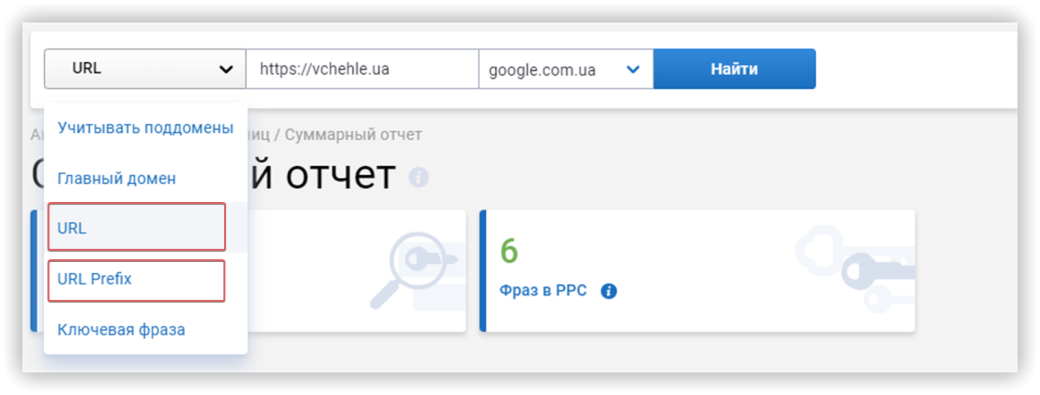 URL https://vchehle.ua google.com.ua Найти
Учитывать поддомены
иц / Суммарный отчет
Главный домен
й отчет
URL
6
URL Prefix
Фраз в PPC
Ключевая фраза